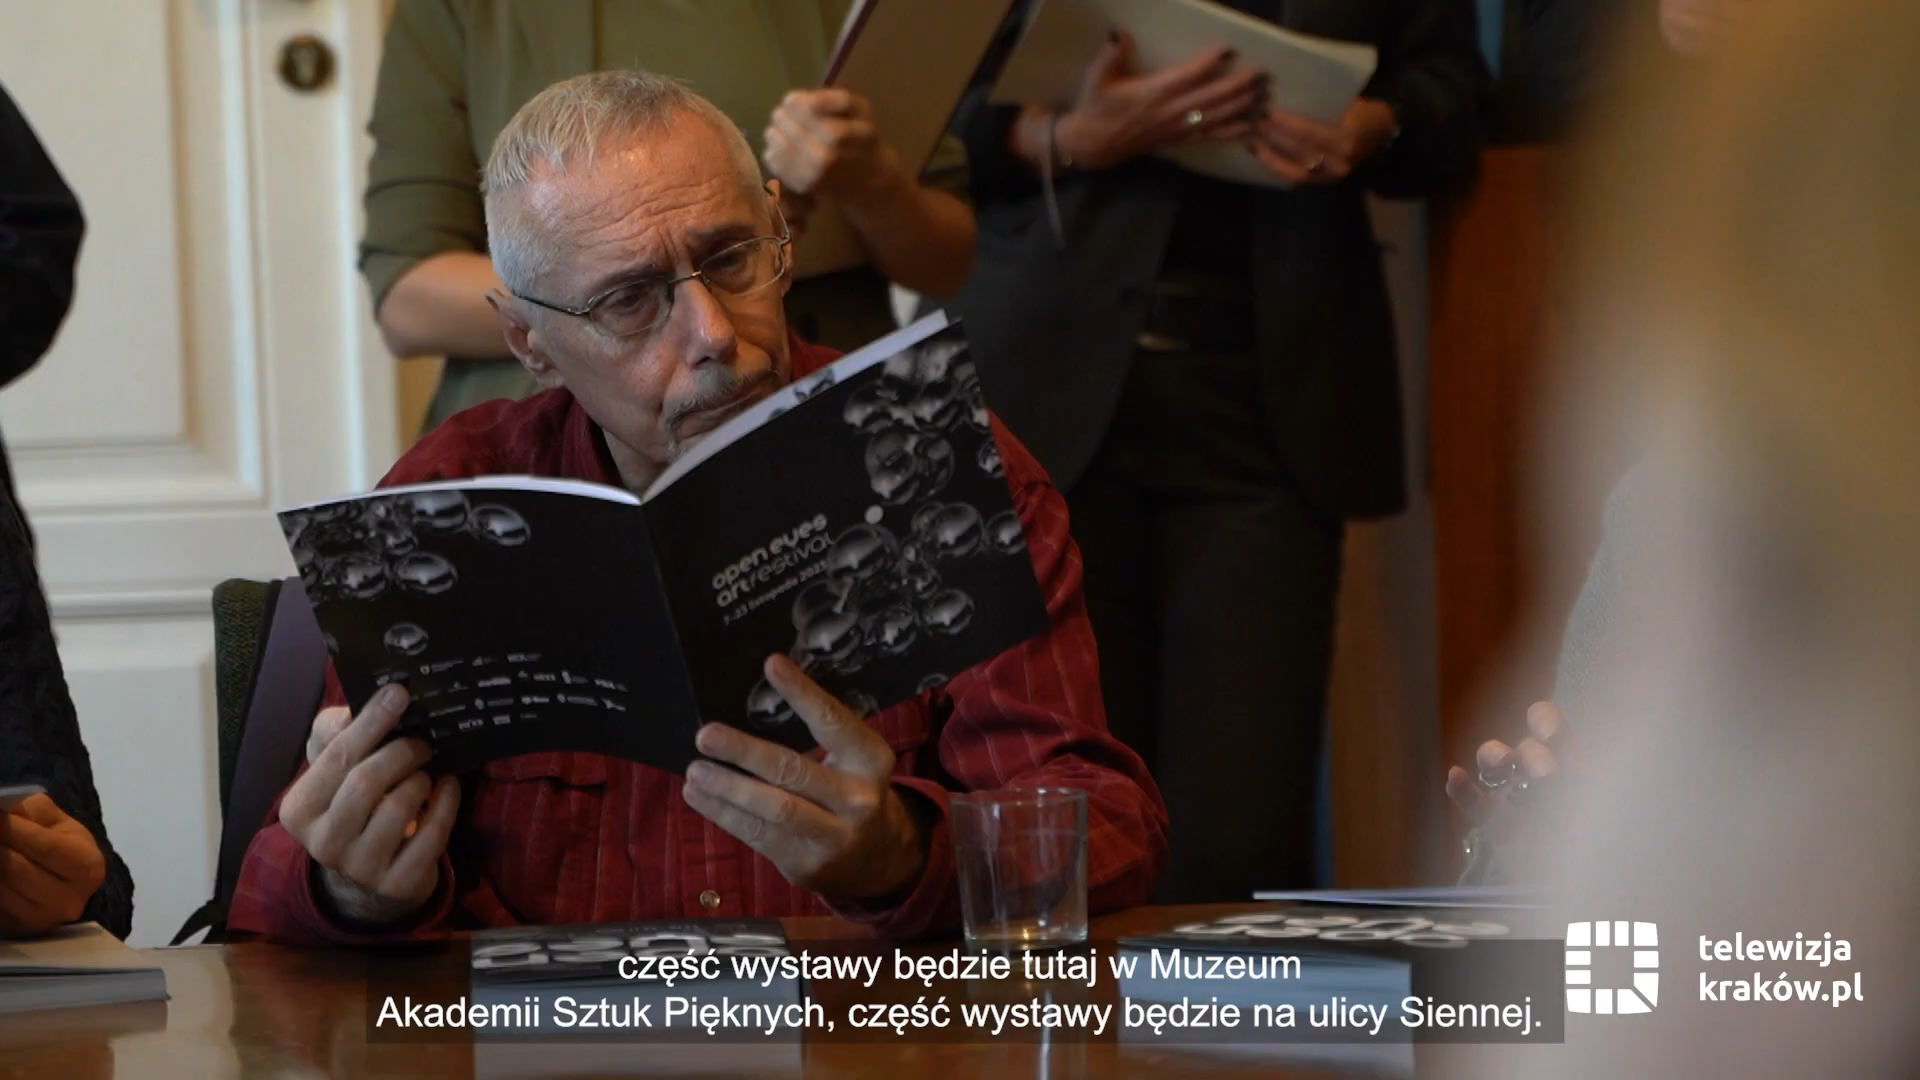 open eyes
art festival
część wystawy będzie tutaj w Muzeum
Akademii Sztuk Pięknych, część wystawy będzie na ulicy Siennej.
telewizja
kraków.pl